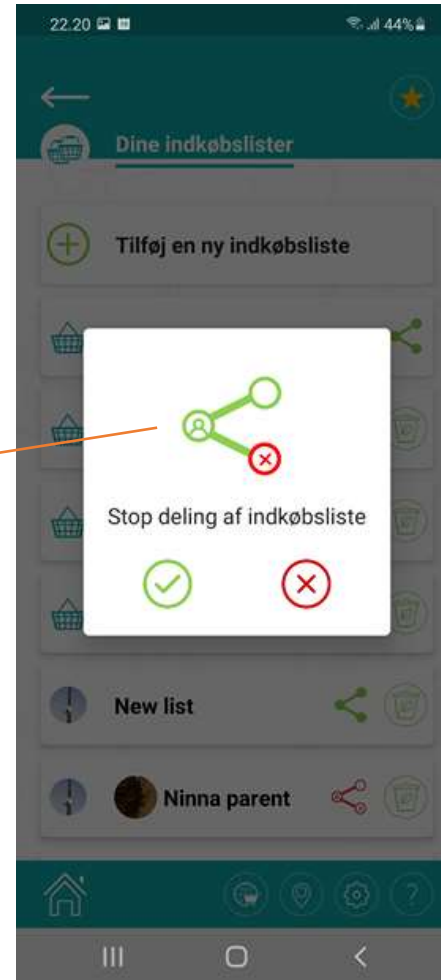 22.20
44%
Dine indkøbslister
Tilføj en ny indkøbsliste
Stop deling af indkøbsliste
New list
Ninna parent
?